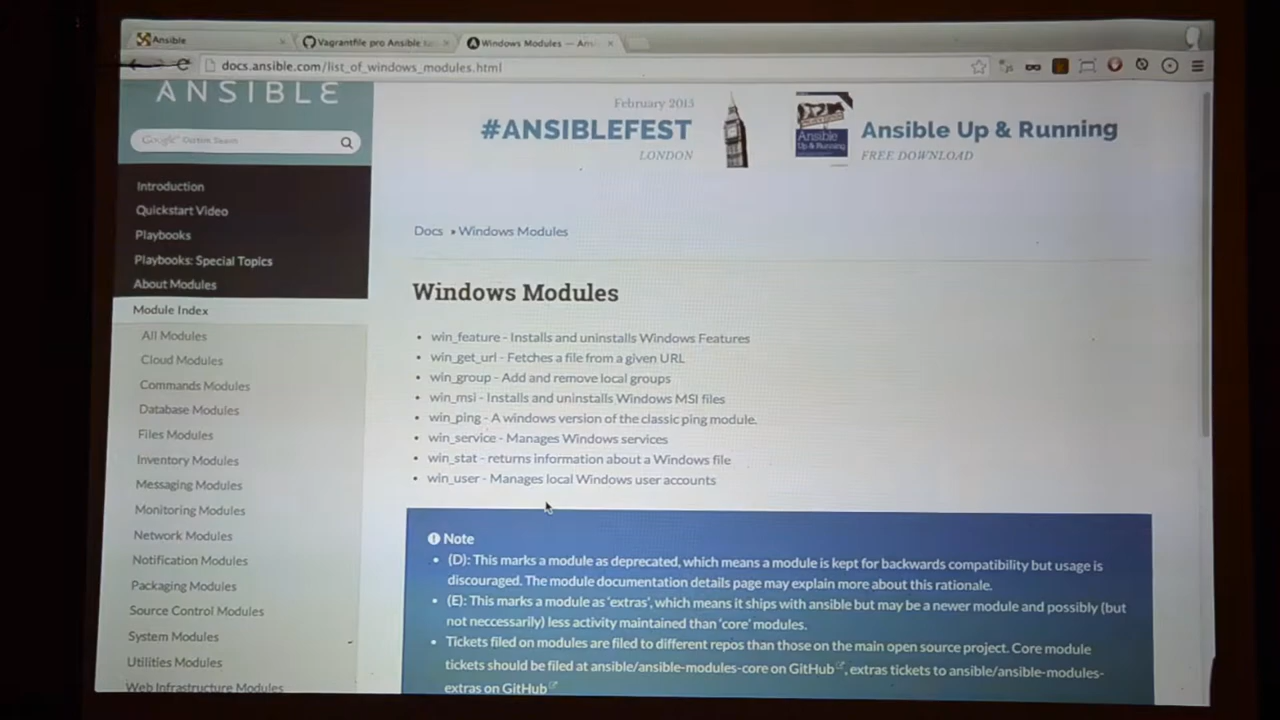 Ansible
Vagrantfile pro Ansible
Windows Modules — Ans
docs.ansible.com/list_of_windows_modules.html
ANSIBLE
Google Custom Search
Introduction
Quickstart Video
Playbooks
Playbooks: Special Topics
About Modules
Module Index
All Modules
Cloud Modules
Commands Modules
Database Modules
Files Modules
Inventory Modules
Messaging Modules
Monitoring Modules
Network Modules
Notification Modules
Packaging Modules
Source Control Modules
System Modules
Utilities Modules
Web Infrastructure Modules
February 2015
#ANSIBLEFEST
LONDON
Ansible
Up & Running
Ansible Up & Running
FREE DOWNLOAD
Docs » Windows Modules
Windows Modules
• win_feature - Installs and uninstalls Windows Features
• win_get_url - Fetches a file from a given URL
• win_group - Add and remove local groups
• win_msi - Installs and uninstalls Windows MSI files
• win_ping - A windows version of the classic ping module.
• win_service - Manages Windows services
• win_stat - returns information about a Windows file
• win_user - Manages local Windows user accounts
Note
• (D): This marks a module as deprecated, which means a module is kept for backwards compatibility but usage is
discouraged. The module documentation details page may explain more about this rationale.
• (E): This marks a module as 'extras', which means it ships with ansible but may be a newer module and possibly (but
not neccessarily) less activity maintained than 'core' modules.
• Tickets filed on modules are filed to different repos than those on the main open source project. Core module
tickets should be filed at ansible/ansible-modules-core on GitHub, extras tickets to ansible/ansible-modules-
extras on GitHub